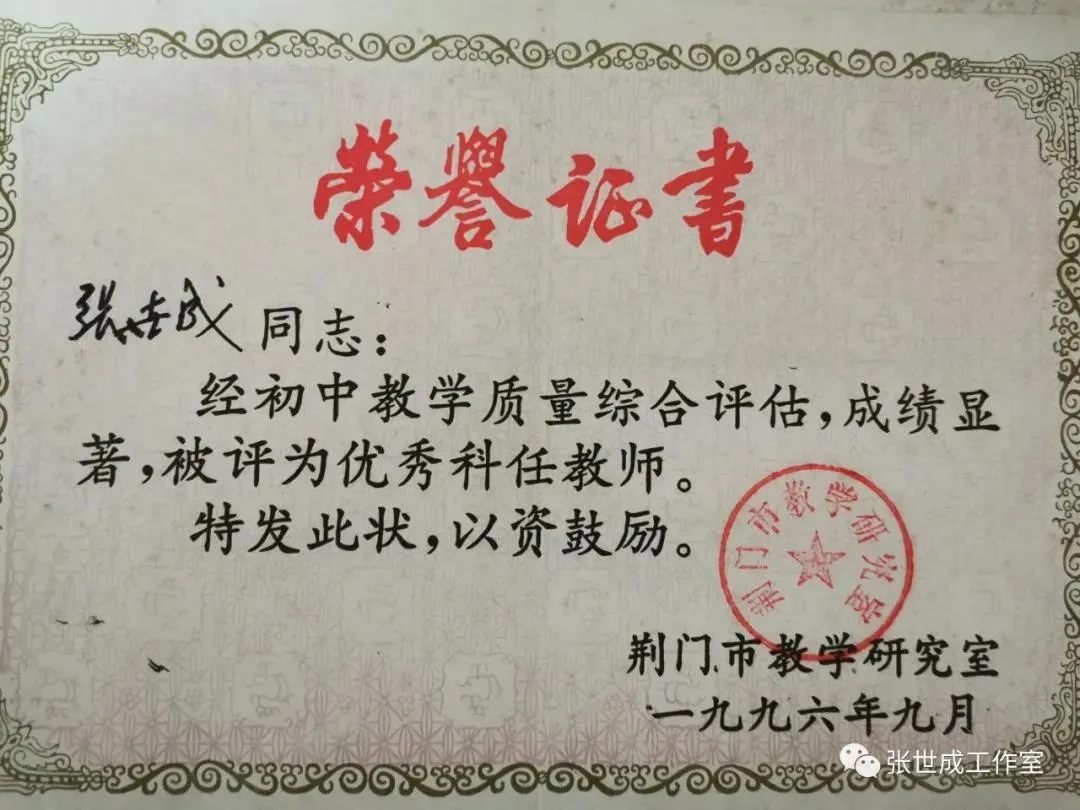 荣誉证书
张世成同志：
经初中教学质量综合评估，成绩显
著，被评为优秀科任教师。
特发此状，以资鼓励。
荆门市教学研究室
荆门市教学研究室
一九九六年九月
张世成工作室